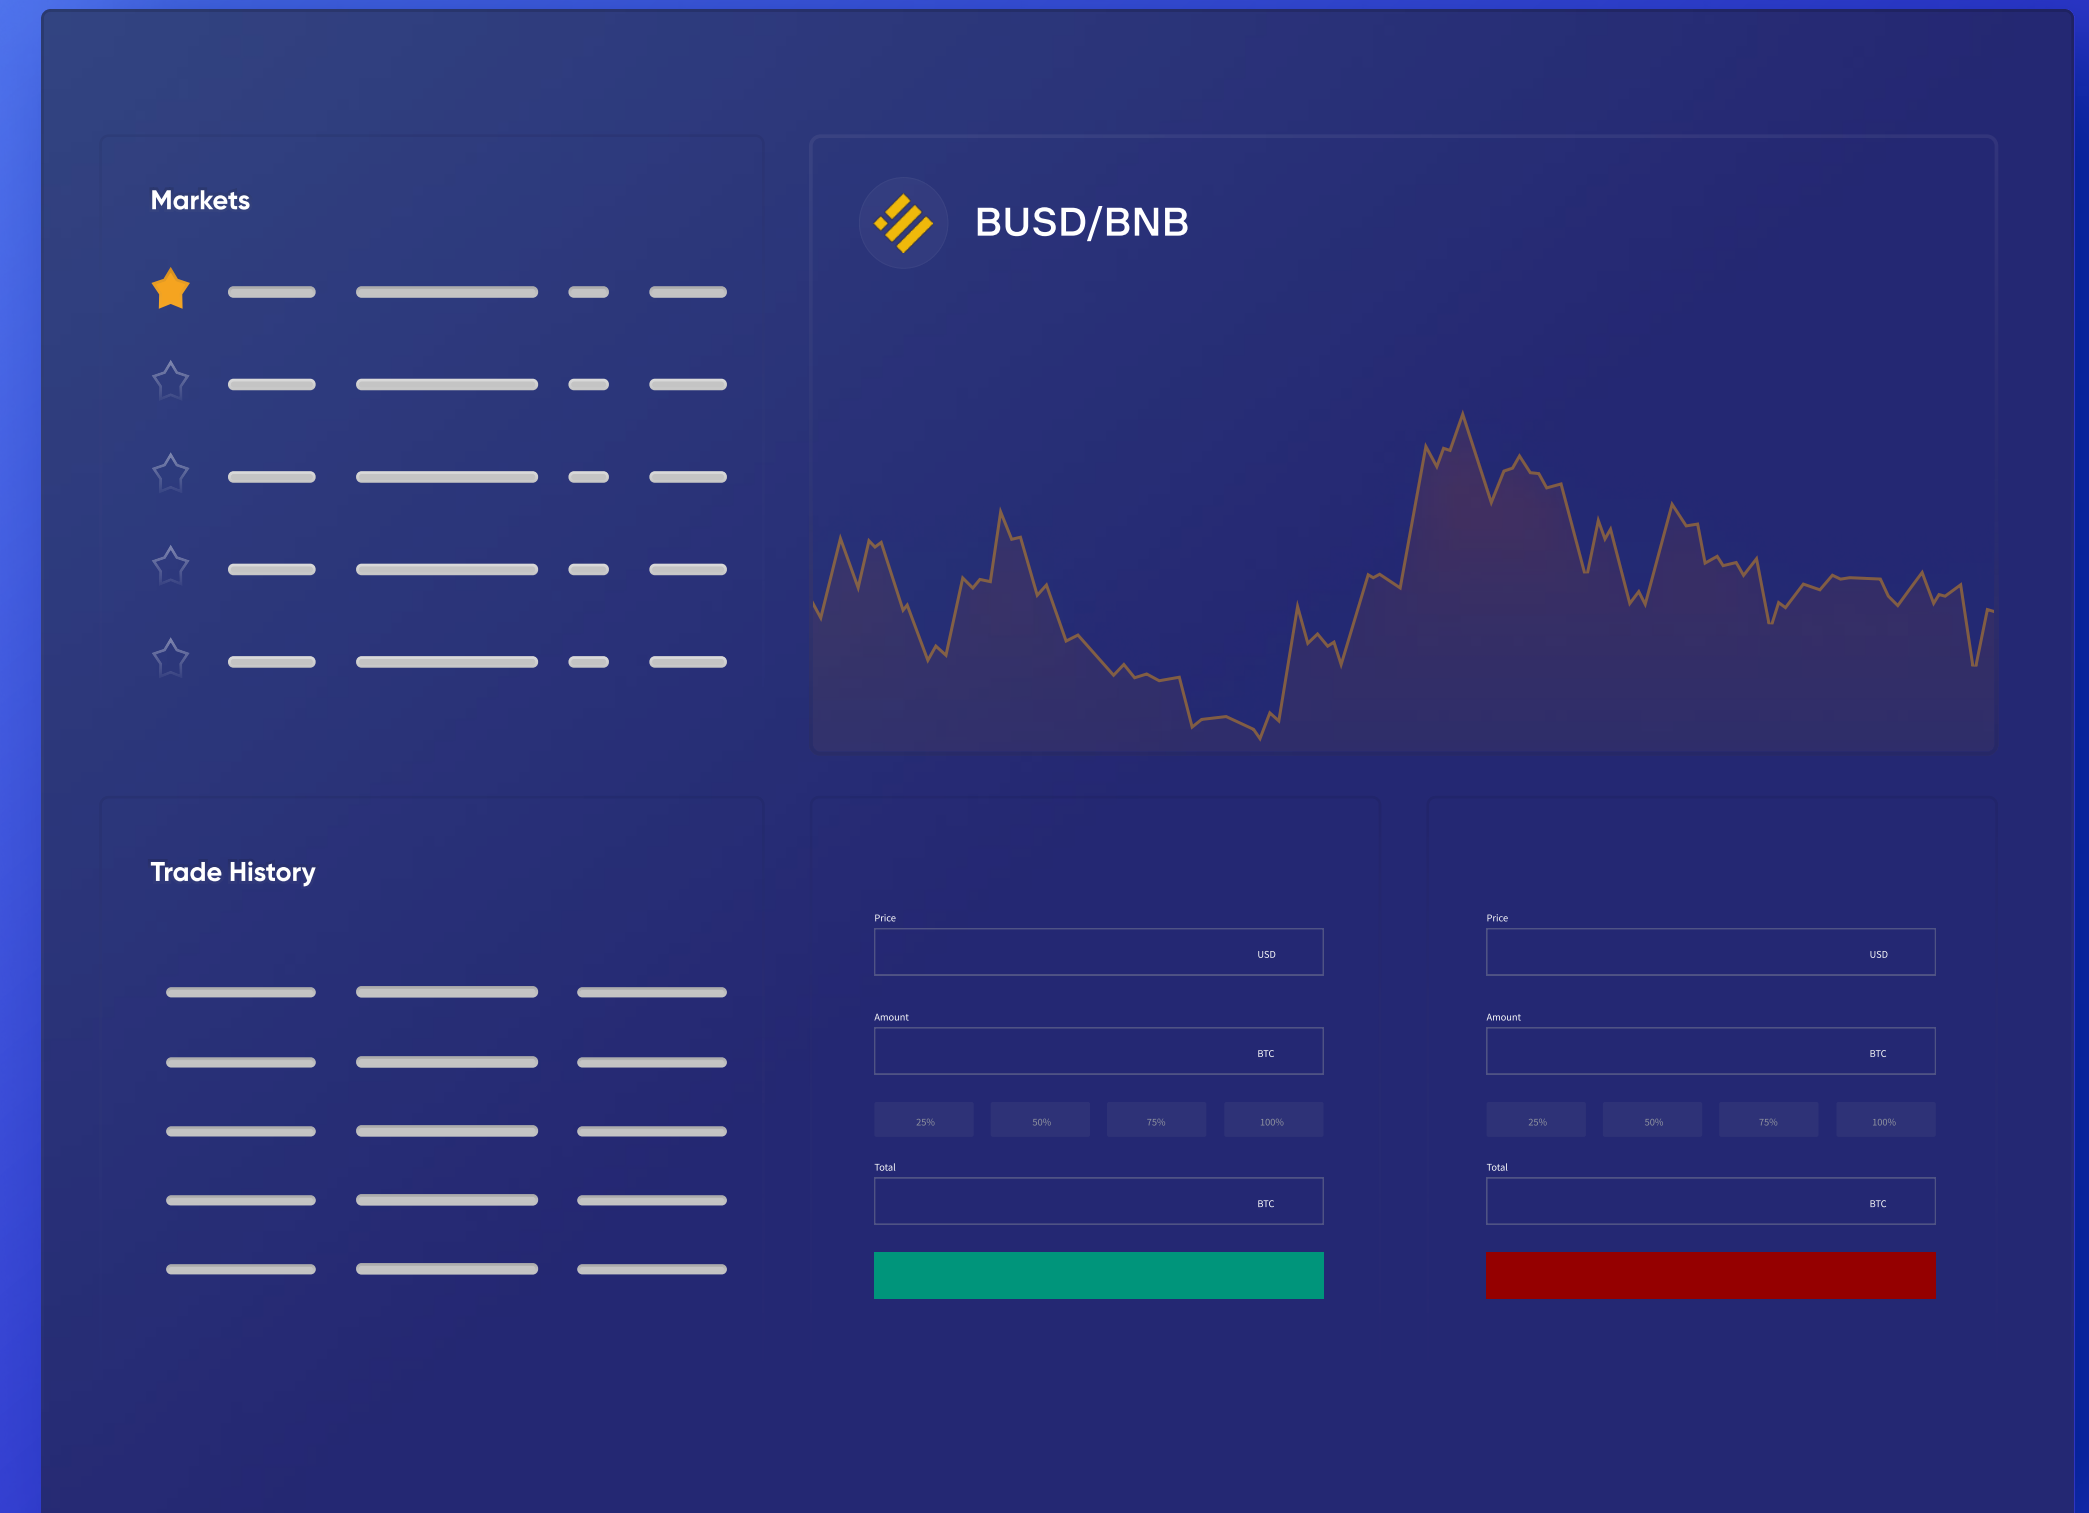 Markets
BUSD/BNB
Trade History
Price
USD
Amount
BTC
25% 50% 75% 100%
Total
BTC
Price
USD
Amount
BTC
25% 50% 75% 100%
Total
BTC